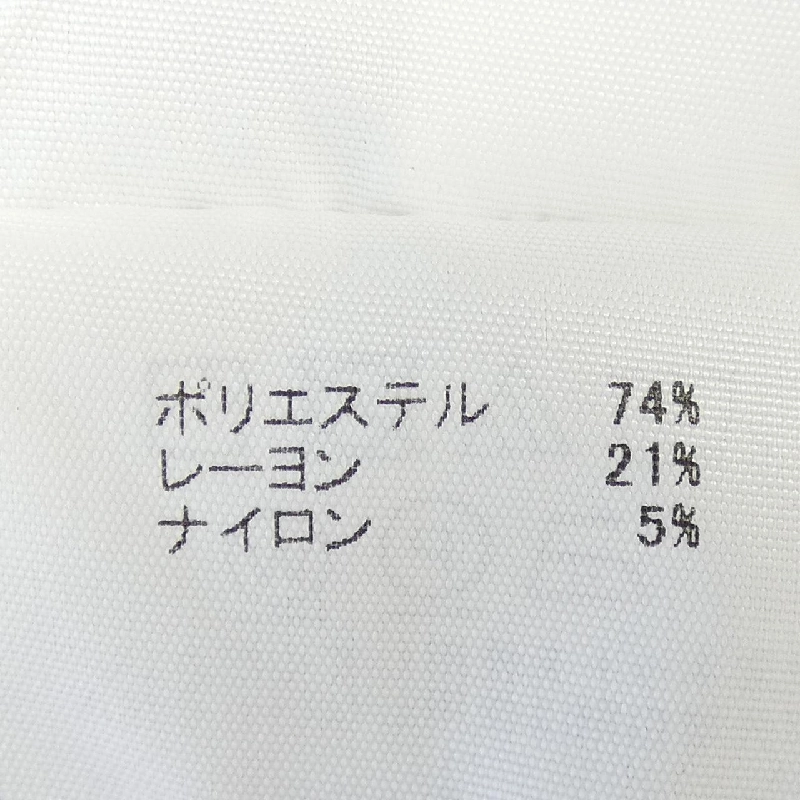 ポリエステル 74%
レーヨン 21%
ナイロン 5%